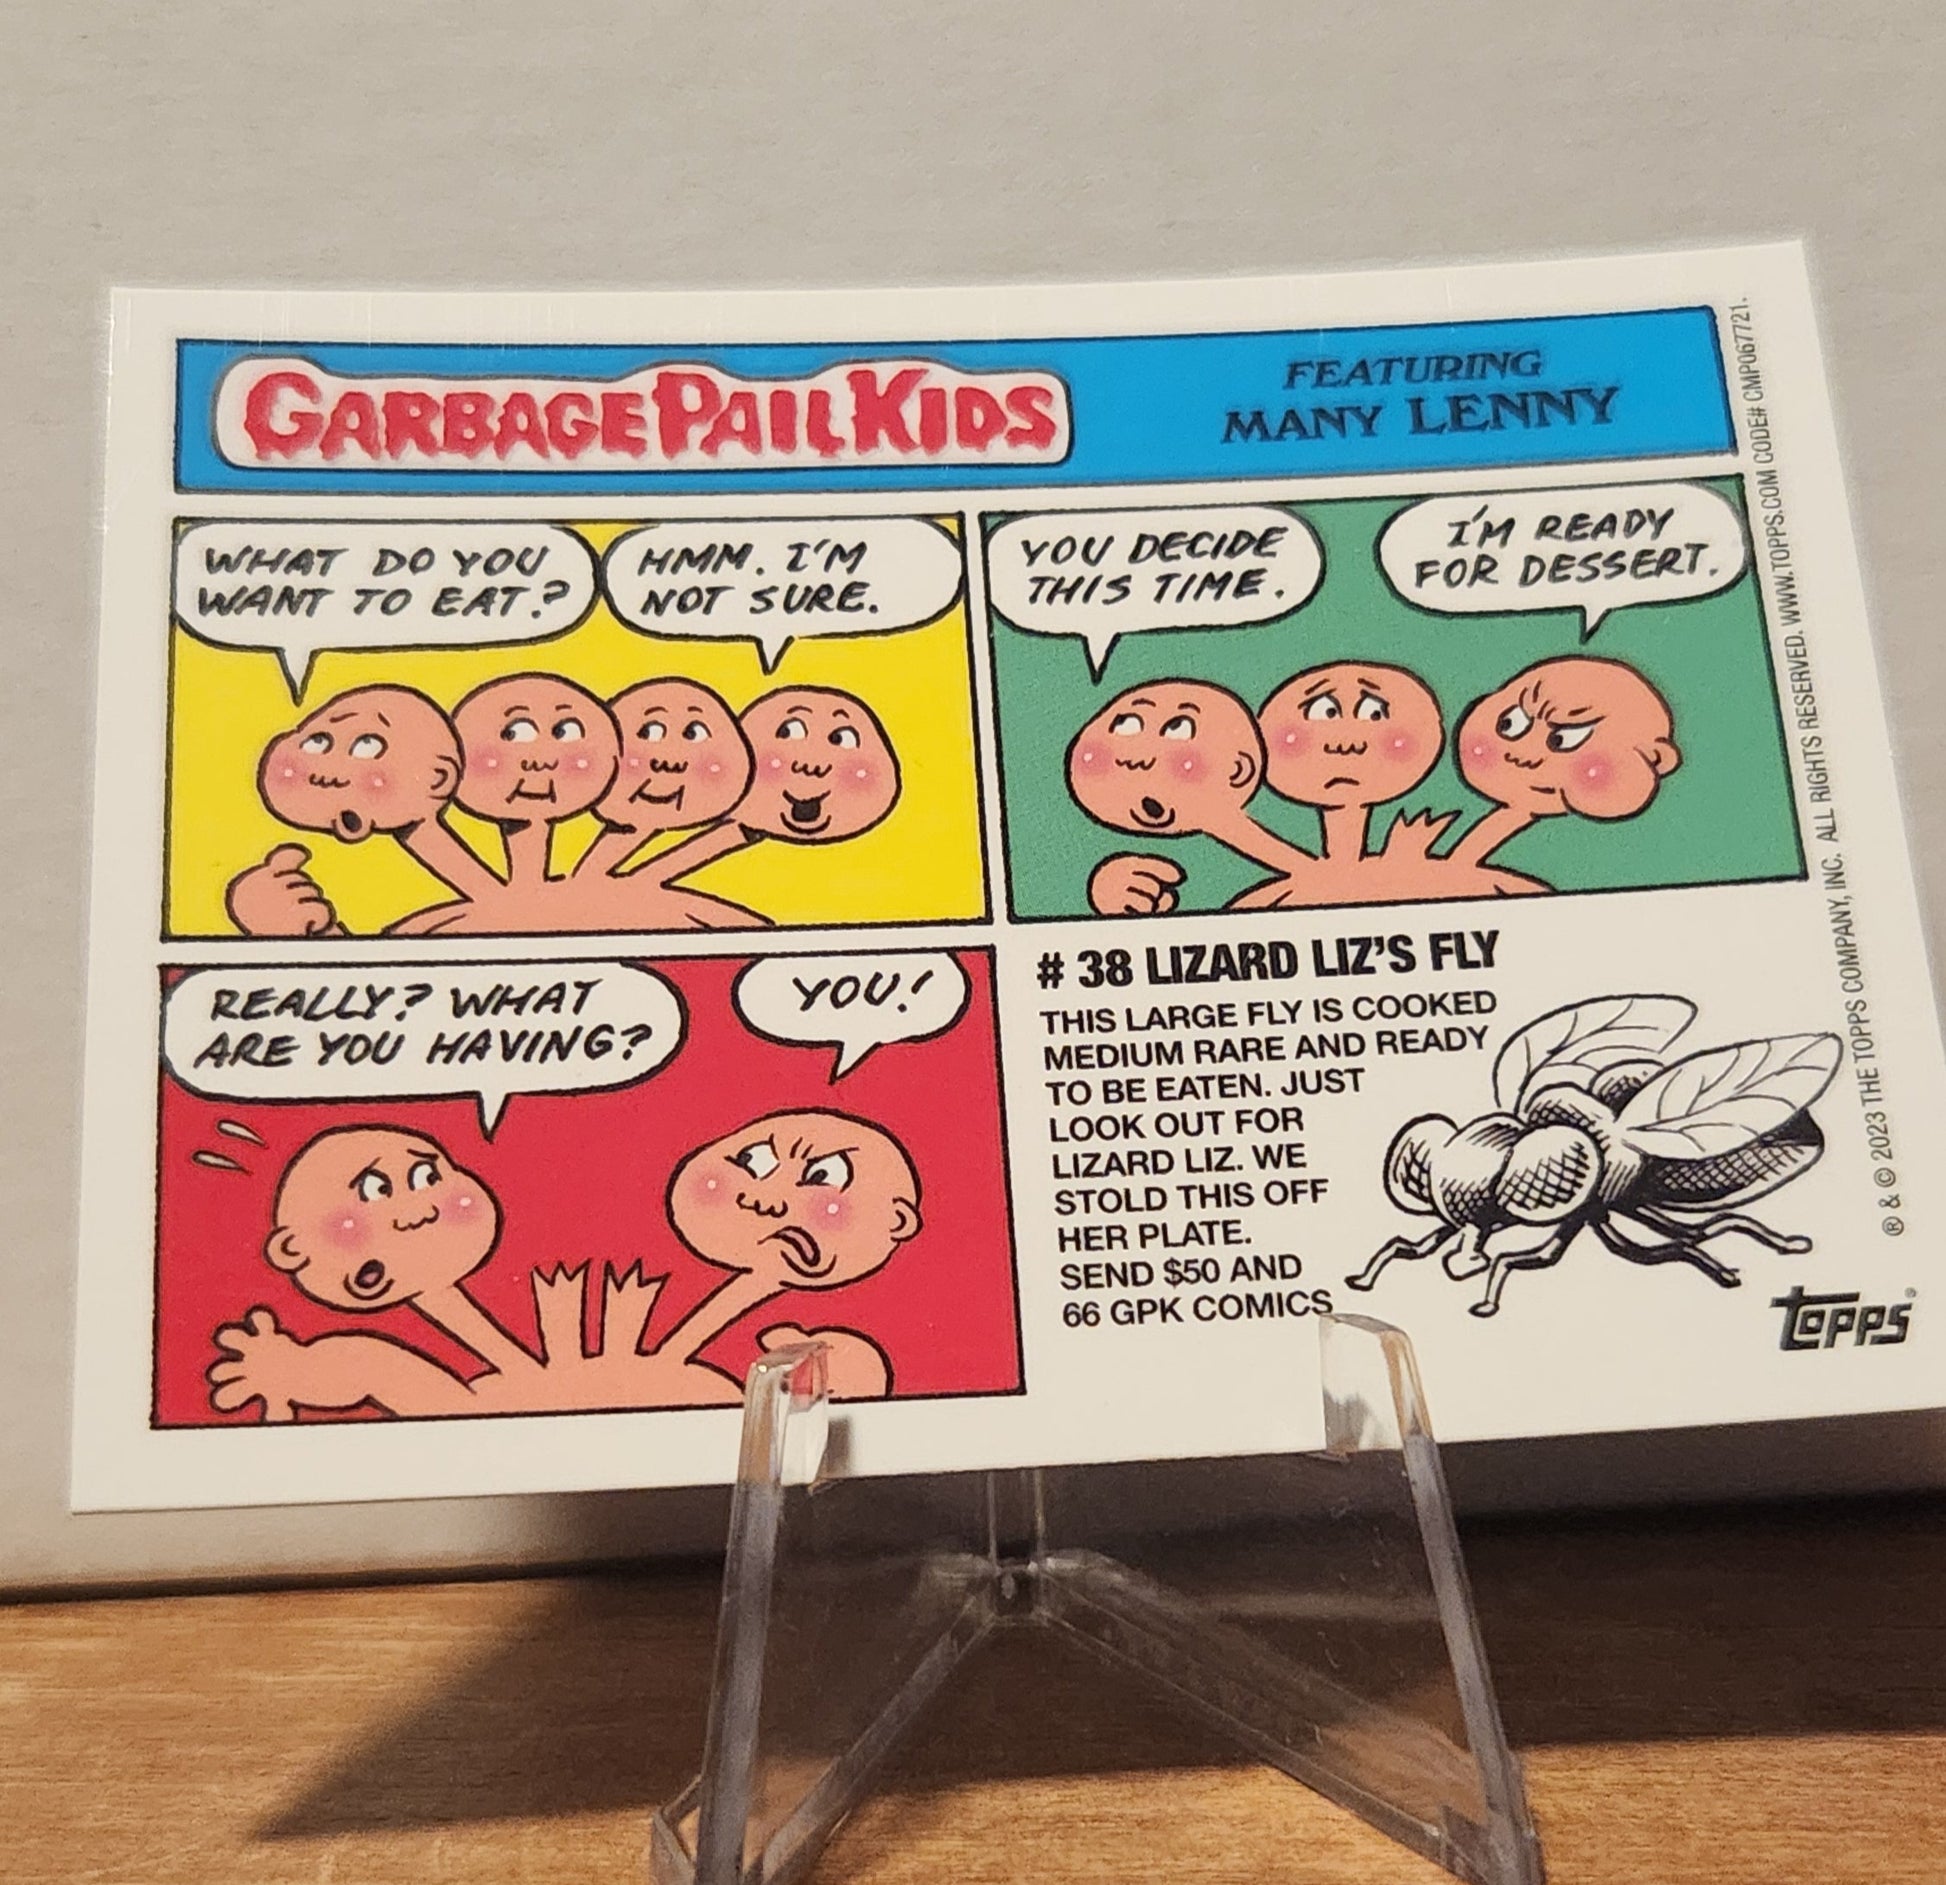 GARBAGE PAIL KIDS
FEATURING
MANY LENNY
WHAT DO YOU
WANT TO EAT?
HMM. I'M
NOT SURE.
YOU DECIDE
THIS TIME.
I'M READY
FOR DESSERT.
REALLY? WHAT
ARE YOU HAVING?
YOU!
# 38 LIZARD LIZ'S FLY
THIS LARGE FLY IS COOKED
MEDIUM RARE AND READY
TO BE EATEN. JUST
LOOK OUT FOR
LIZARD LIZ. WE
STOLD THIS OFF
HER PLATE.
SEND $50 AND
66 GPK COMICS
® & © 2023 THE TOPPS COMPANY, INC. ALL RIGHTS RESERVED. WWW.TOPPS.COM CODE# CMP067721.
TOPPS®